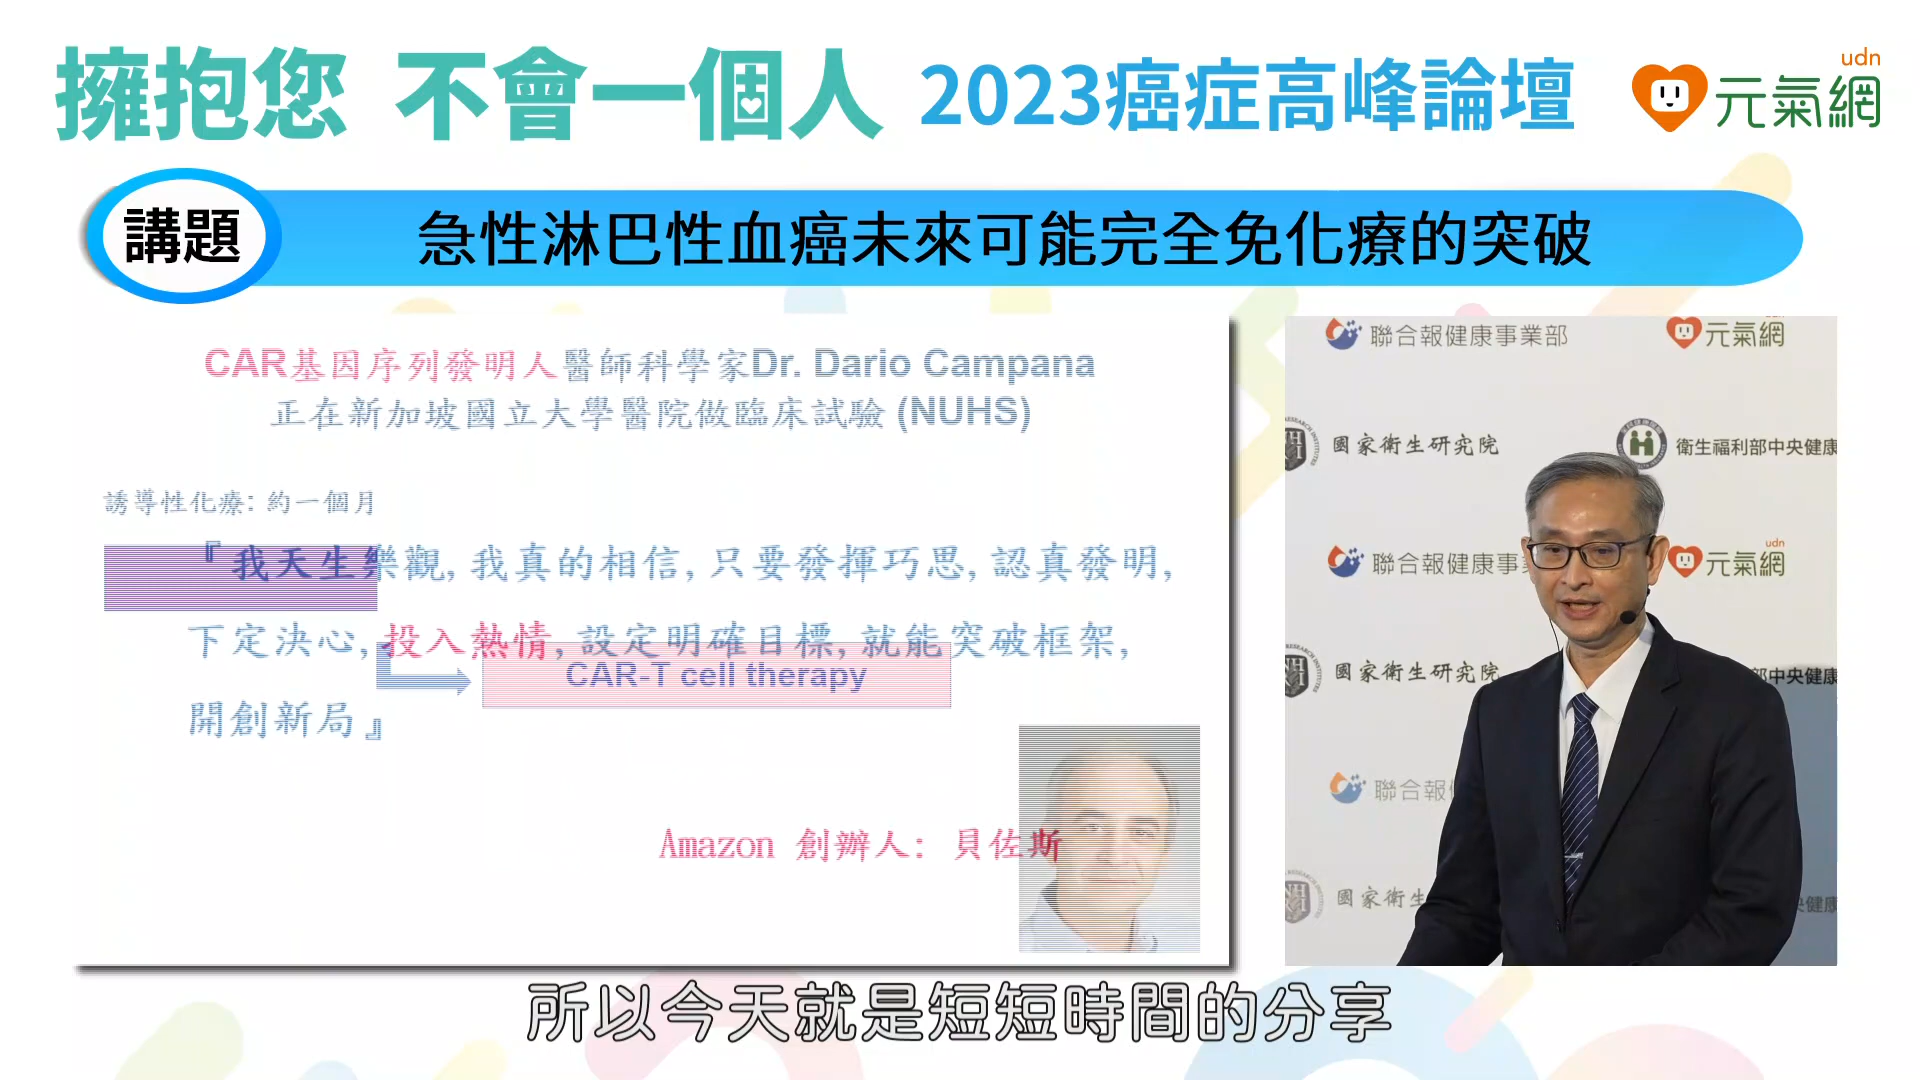 擁抱您 不會一個人 2023癌症高峰論壇
udn
元氣網
講題
急性淋巴性血癌未來可能完全免化療的突破
CAR基因序列發明人醫師科學家Dr. Dario Campana
正在新加坡國立大學醫院做臨床試驗 (NUHS)
誘導性化療: 約一個月
『我天生樂觀, 我真的相信, 只要發揮巧思, 認真發明,
下定決心, 投入熱情, 設定明確目標, 就能突破框架,
CAR-T cell therapy
開創新局』
Amazon 創辦人: 貝佐斯
聯合報健康事業部
元氣網
國家衛生研究院
衛生福利部中央健康
聯合報健康事
udn
元氣網
國家衛生研究院
部中央健康
聯合報
國家衛生
央健康
所以今天就是短短時間的分享